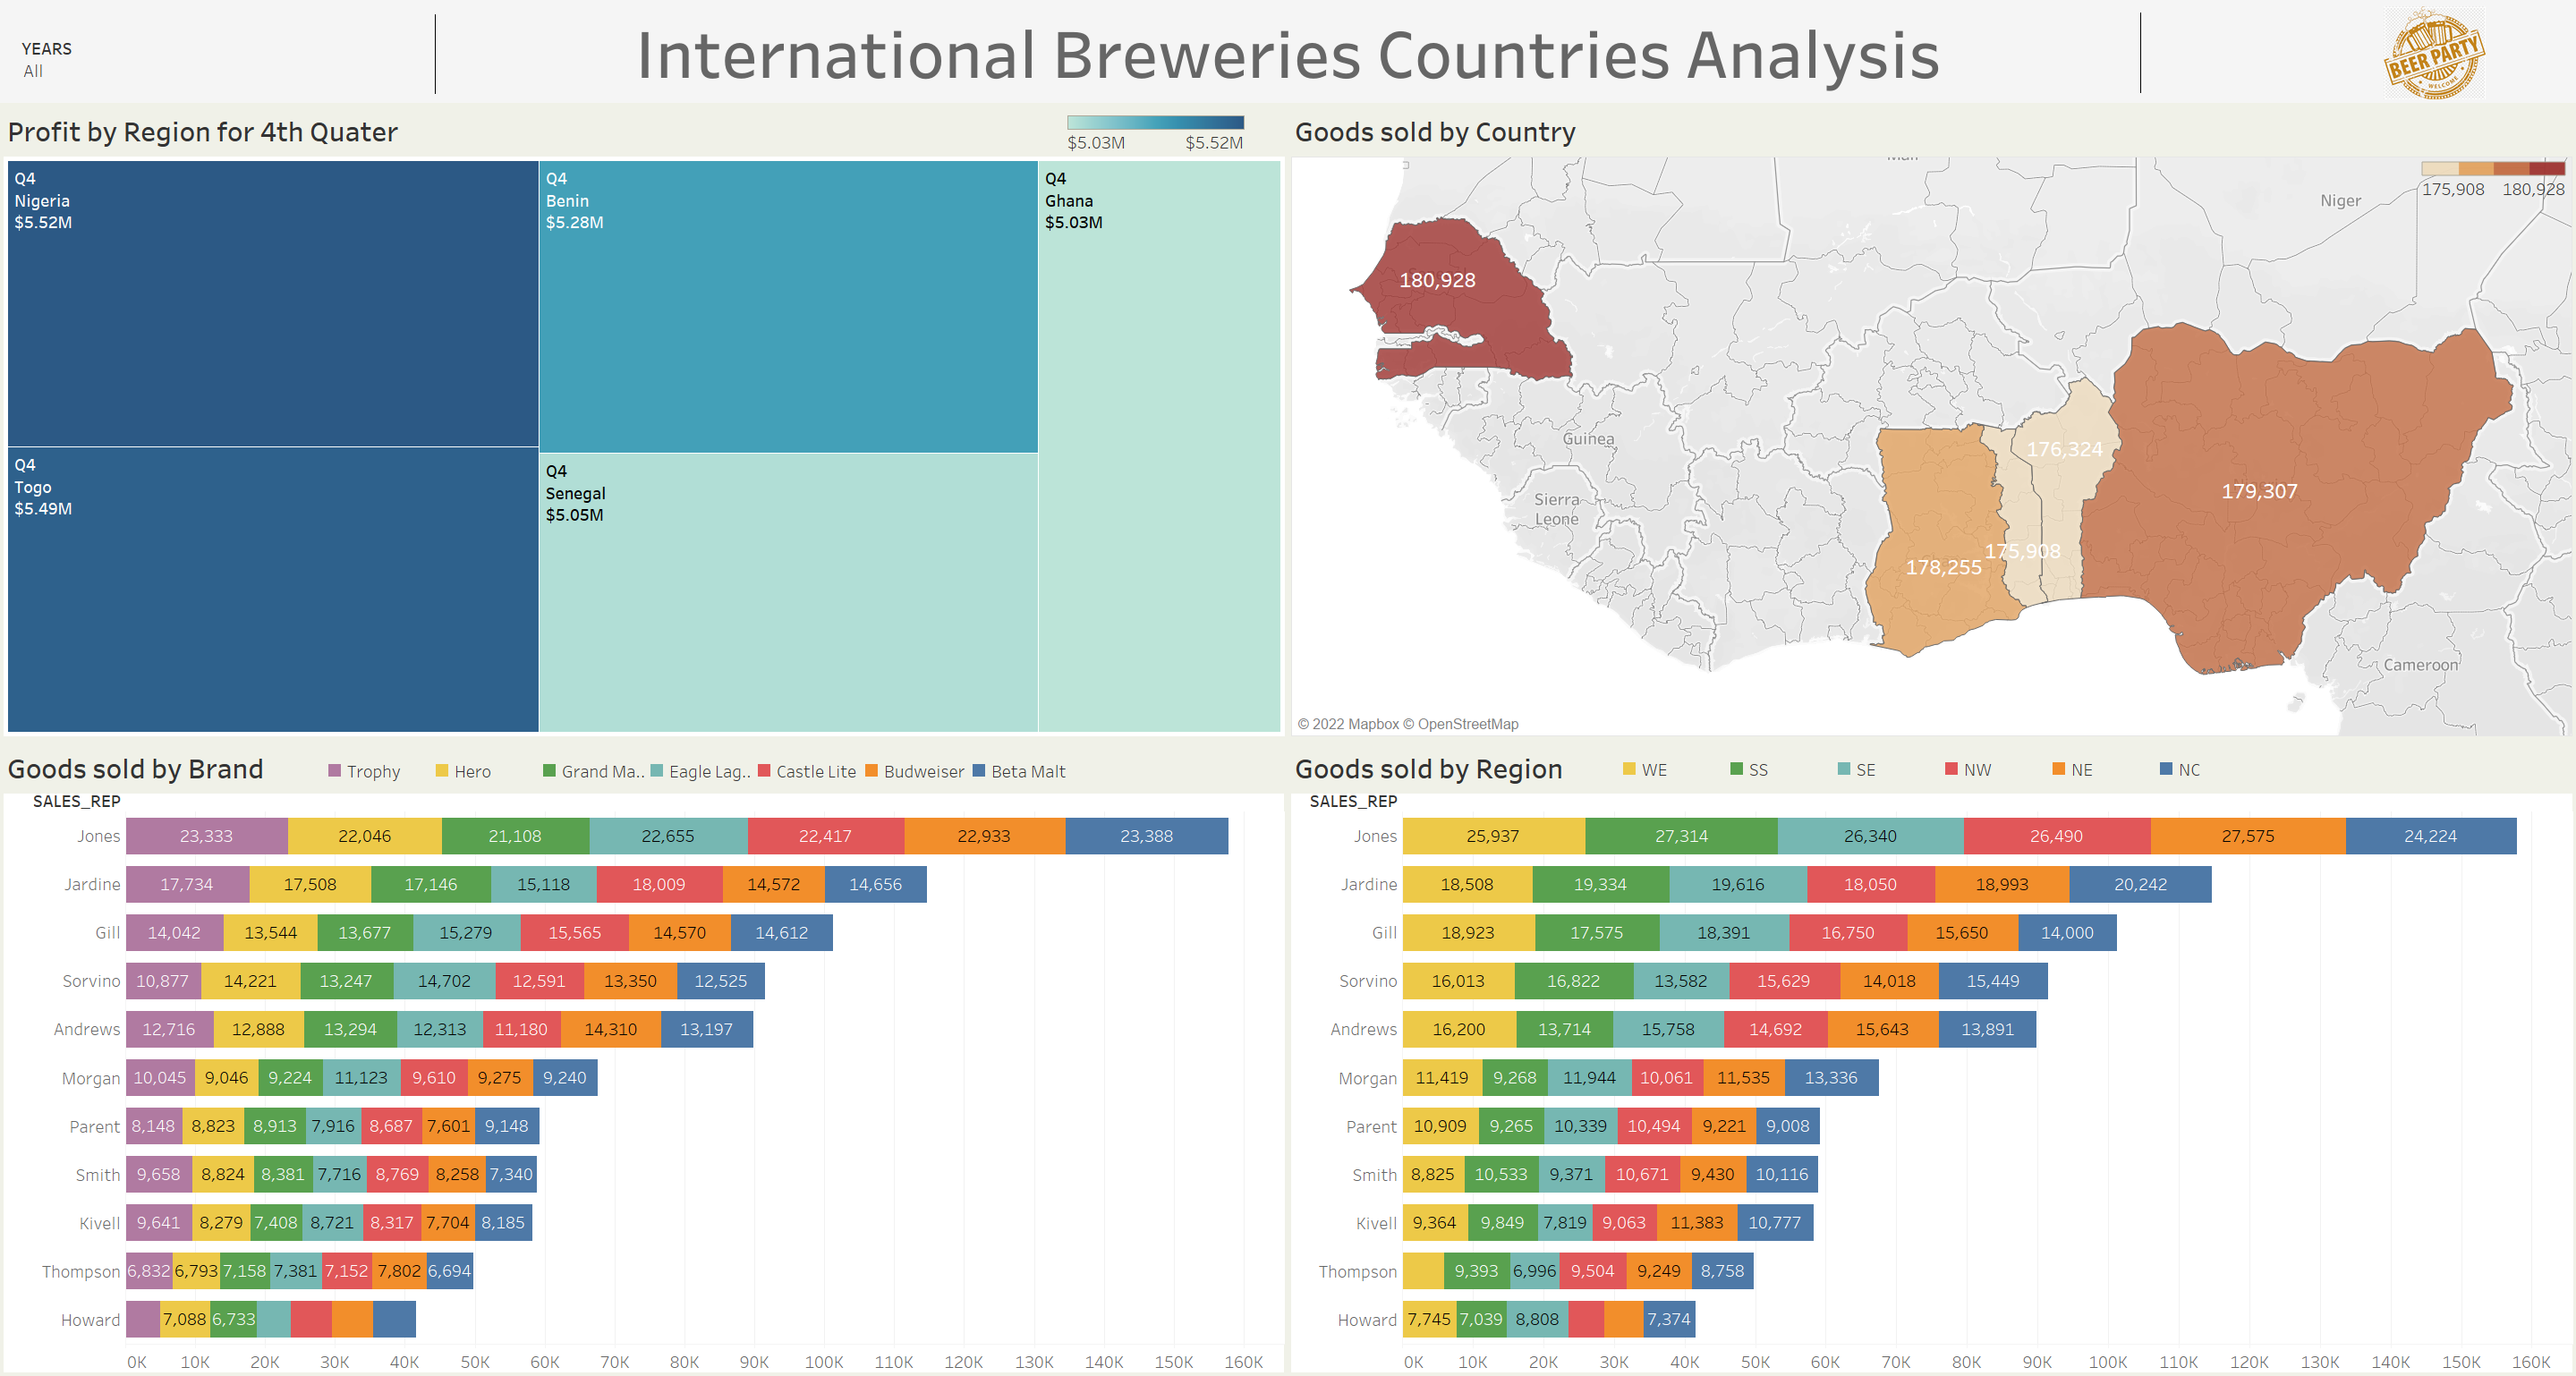 YEARS
All
International Breweries Countries Analysis
BEER PARTY
WELCOME
Profit by Region for 4th Quater
$5.03M $5.52M
Q4
Nigeria
$5.52M
Q4
Togo
$5.49M
Q4
Benin
$5.28M
Q4
Senegal
$5.05M
Q4
Ghana
$5.03M
Goods sold by Country
175,908 180,928
Niger
180,928
Guinea
Sierra
Leone
176,324
179,307
175,908
178,255
Cameroon
© 2022 Mapbox © OpenStreetMap
Goods sold by Brand Trophy Hero Grand Ma.. Eagle Lag.. Castle Lite Budweiser Beta Malt
SALES_REP
Jones 23,333 22,046 21,108 22,655 22,417 22,933 23,388
Jardine 17,734 17,508 17,146 15,118 18,009 14,572 14,656
Gill 14,042 13,544 13,677 15,279 15,565 14,570 14,612
Sorvino 10,877 14,221 13,247 14,702 12,591 13,350 12,525
Andrews 12,716 12,888 13,294 12,313 11,180 14,310 13,197
Morgan 10,045 9,046 9,224 11,123 9,610 9,275 9,240
Parent 8,148 8,823 8,913 7,916 8,687 7,601 9,148
Smith 9,658 8,824 8,381 7,716 8,769 8,258 7,340
Kivell 9,641 8,279 7,408 8,721 8,317 7,704 8,185
Thompson 6,832 6,793 7,158 7,381 7,152 7,802 6,694
Howard 7,088 6,733
0K 10K 20K 30K 40K 50K 60K 70K 80K 90K 100K 110K 120K 130K 140K 150K 160K
Goods sold by Region WE SS SE NW NE NC
SALES_REP
Jones 25,937 27,314 26,340 26,490 27,575 24,224
Jardine 18,508 19,334 19,616 18,050 18,993 20,242
Gill 18,923 17,575 18,391 16,750 15,650 14,000
Sorvino 16,013 16,822 13,582 15,629 14,018 15,449
Andrews 16,200 13,714 15,758 14,692 15,643 13,891
Morgan 11,419 9,268 11,944 10,061 11,535 13,336
Parent 10,909 9,265 10,339 10,494 9,221 9,008
Smith 8,825 10,533 9,371 10,671 9,430 10,116
Kivell 9,364 9,849 7,819 9,063 11,383 10,777
Thompson 9,393 6,996 9,504 9,249 8,758
Howard 7,745 7,039 8,808 7,374
0K 10K 20K 30K 40K 50K 60K 70K 80K 90K 100K 110K 120K 130K 140K 150K 160K